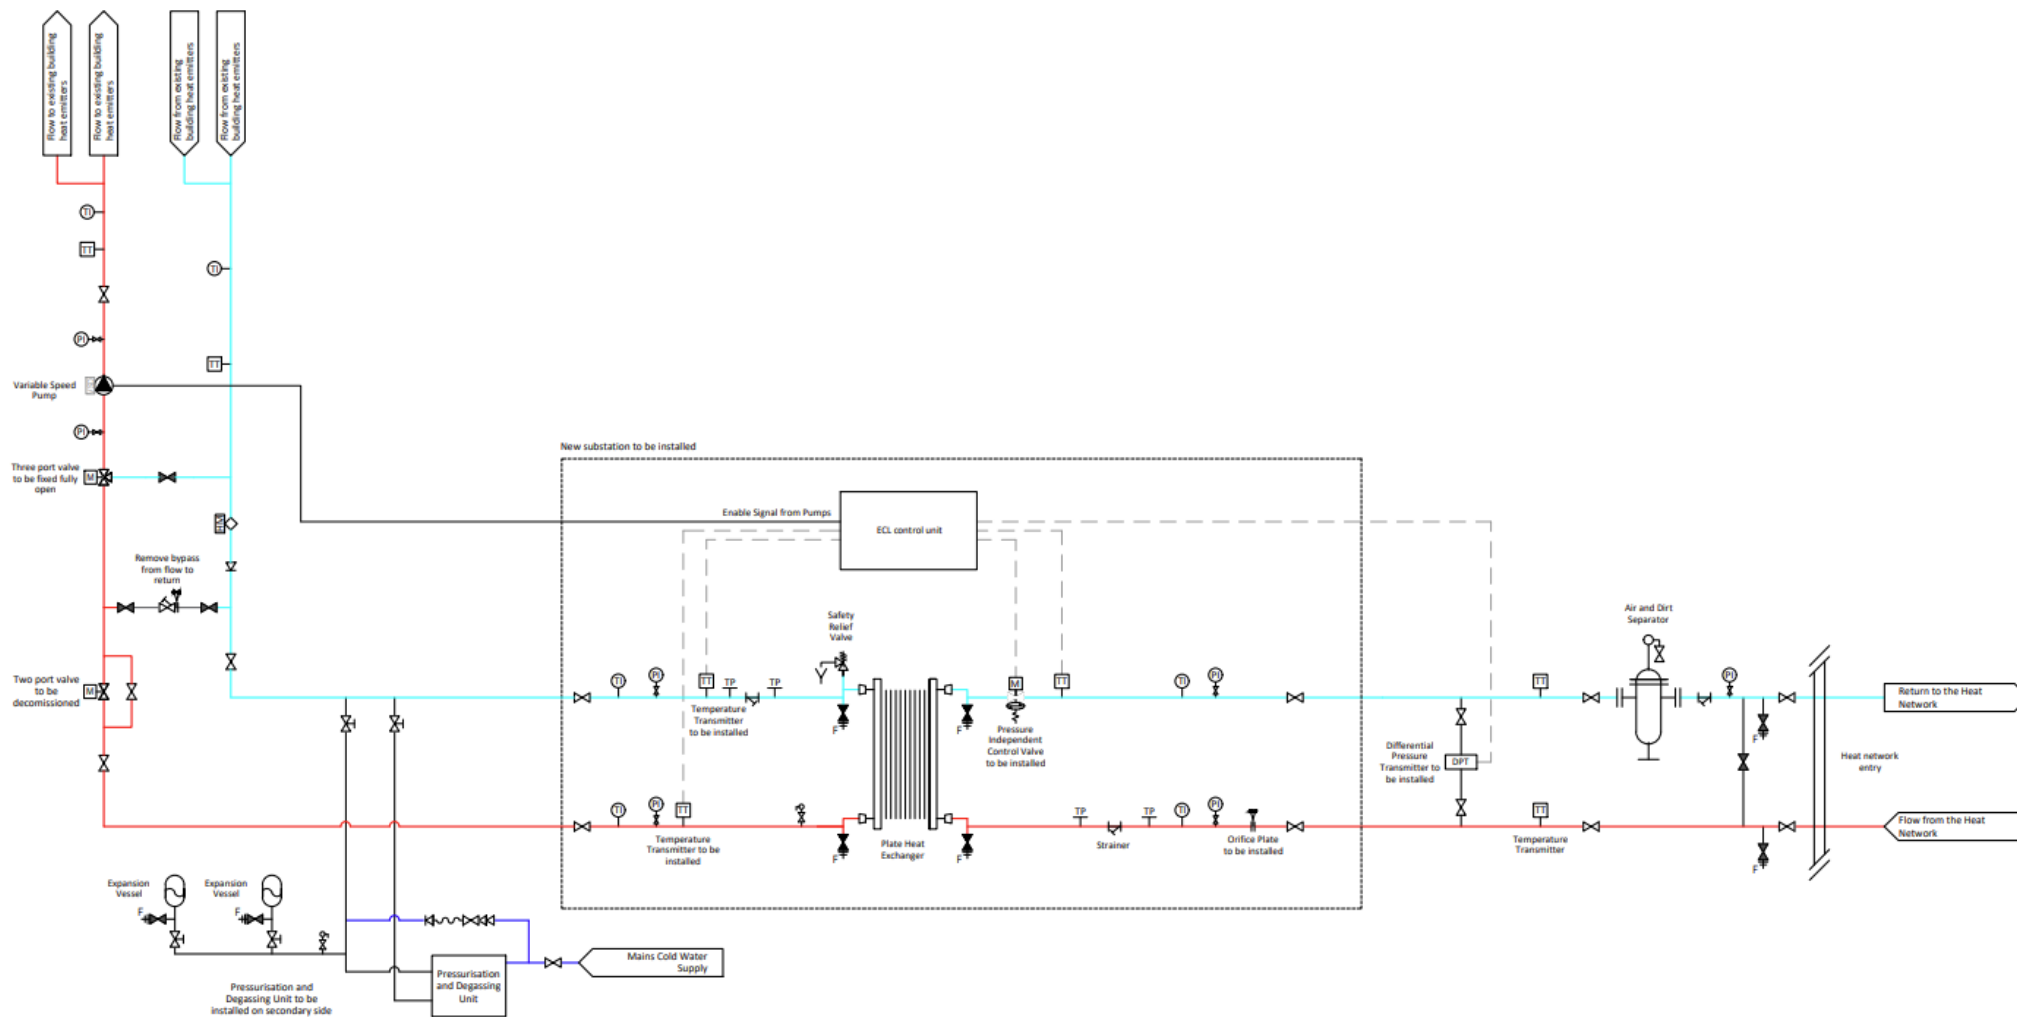 Flow to existing building
heat emitters
Flow to existing building
heat emitters
Flow from existing
building heat emitters
Flow from existing
building heat emitters
TI
TT
TI
PI
TT
Variable Speed
Pump
PI
Three port valve
to be fixed fully
open
M
HM
Remove bypass
from flow to
return
Two port valve
to be
decomissioned
M
New substation to be installed
Enable Signal from Pumps
ECL control unit
Safety
Relief
Valve
TI
PI
TT
TP
TP
Temperature
Transmitter
to be installed
F
F
M
Pressure
Independent
Control Valve
to be installed
TT
TI
PI
TI
PI
TT
Temperature
Transmitter to be
installed
F
Plate Heat
Exchanger
F
TP
Strainer
TP
TI
PI
Orifice Plate
to be installed
Differential
Pressure
Transmitter to
be installed
DPT
TT
TT
Temperature
Transmitter
Air and Dirt
Separator
PI
F
F
Heat network
entry
Return to the Heat
Network
Flow from the Heat
Network
Expansion
Vessel
F
Expansion
Vessel
F
Pressurisation and
Degassing Unit to be
installed on secondary side
Pressurisation
and Degassing
Unit
Mains Cold Water
Supply